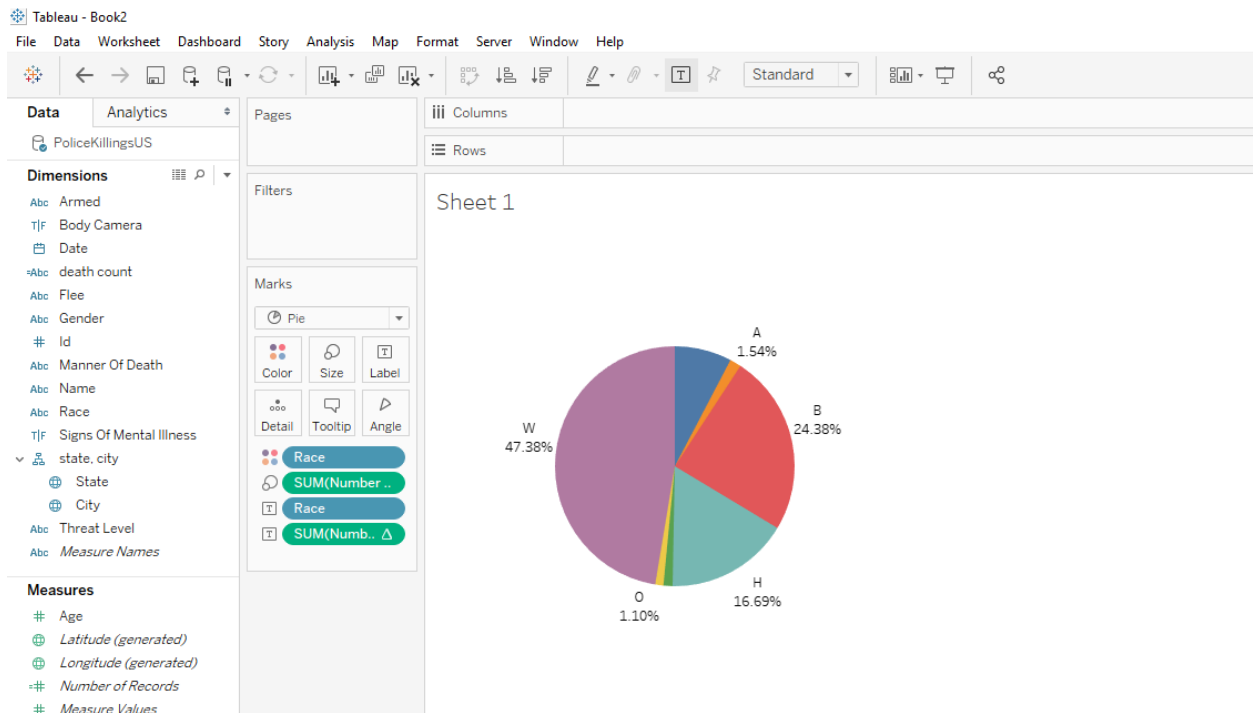 Tableau - Book2
File Data Worksheet Dashboard Story Analysis Map Format Server Window Help
T Standard
Data Analytics
PoliceKillingsUS
Dimensions
Abc Armed
T|F Body Camera
Date
=Abc death count
Abc Flee
Abc Gender
# Id
Abc Manner Of Death
Abc Name
Abc Race
T|F Signs Of Mental Illness
state, city
State
City
Abc Threat Level
Abc Measure Names
Measures
# Age
Latitude (generated)
Longitude (generated)
=# Number of Records
# Measure Values
Pages
Filters
Marks
Pie
Color Size T Label
Detail Tooltip Angle
Race
SUM(Number ..
T Race
T SUM(Numb.. Δ
iii Columns
Rows
Sheet 1
A
1.54%
B
24.38%
W
47.38%
H
16.69%
O
1.10%